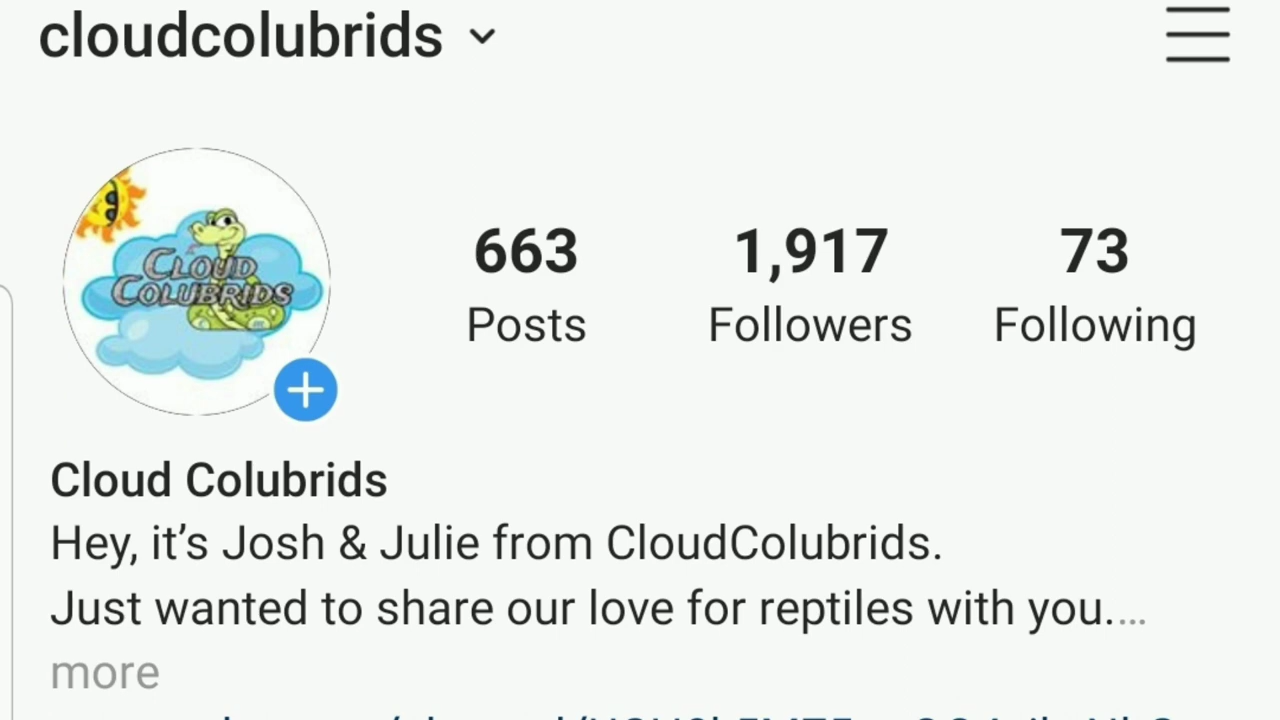 cloudcolubrids
CLOUD
COLUBRIDS
663
Posts
1,917
Followers
73
Following
Cloud Colubrids
Hey, it’s Josh & Julie from CloudColubrids.
Just wanted to share our love for reptiles with you.…
more